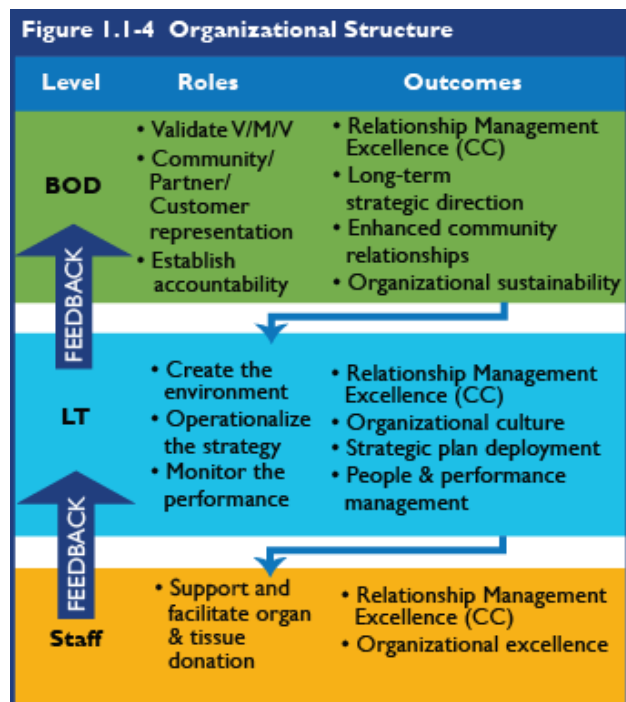 Figure 1.1-4 Organizational Structure
Level Roles Outcomes
BOD
• Validate V/M/V
• Community/
Partner/
Customer
representation
• Establish
accountability
• Relationship Management
Excellence (CC)
• Long-term
strategic direction
• Enhanced community
relationships
• Organizational sustainability
FEEDBACK
LT
• Create the
environment
• Operationalize
the strategy
• Monitor the
performance
• Relationship Management
Excellence (CC)
• Organizational culture
• Strategic plan deployment
• People & performance
management
FEEDBACK
Staff
• Support and
facilitate organ
& tissue
donation
• Relationship Management
Excellence (CC)
• Organizational excellence